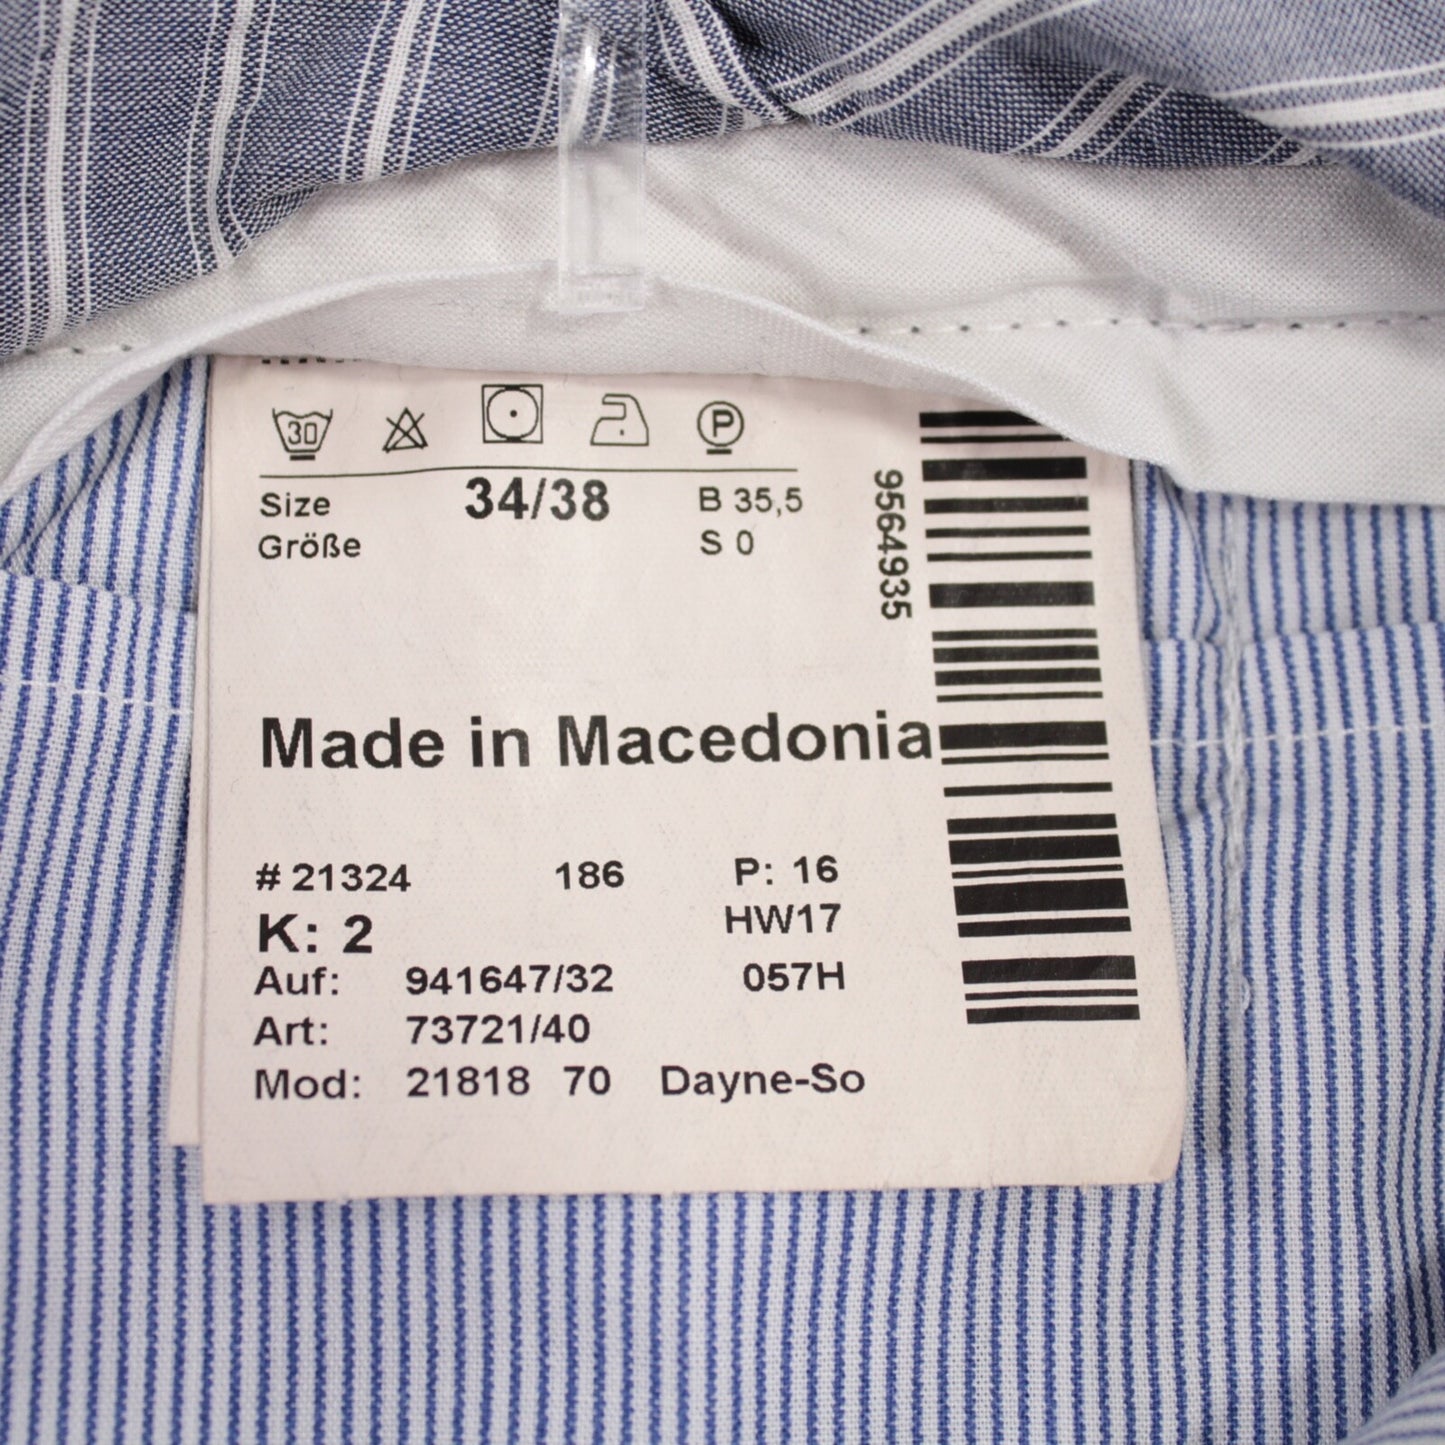 30 P
Size 34/38 B 35,5
Größe S 0
9564935
Made in Macedonia
# 21324 186 P: 16
K: 2 HW17
Auf: 941647/32 057H
Art: 73721/40
Mod: 21818 70 Dayne-So